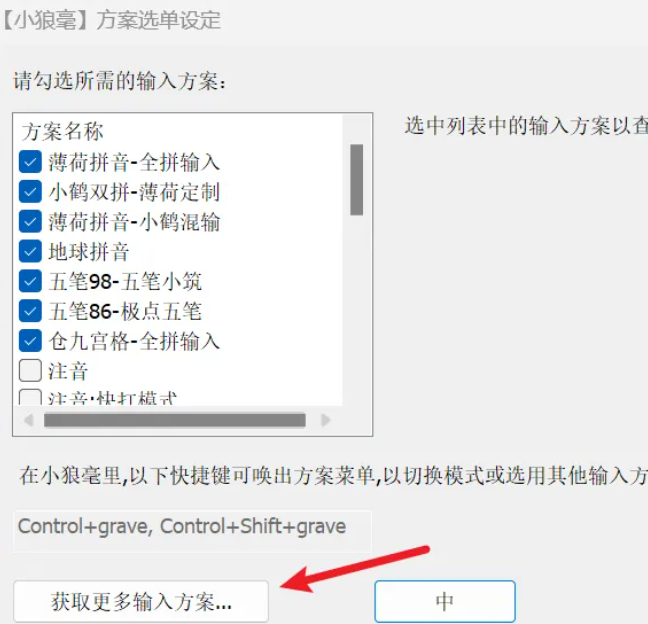 【小狼毫】方案选单设定
请勾选所需的输入方案:
选中列表中的输入方案以查
方案名称
薄荷拼音-全拼输入
小鹤双拼-薄荷定制
薄荷拼音-小鹤混输
地球拼音
五笔98-五笔小筑
五笔86-极点五笔
仓九宫格-全拼输入
注音
注音·快打模式
在小狼毫里,以下快捷键可唤出方案菜单,以切换模式或选用其他输入方
Control+grave, Control+Shift+grave
获取更多输入方案...
中